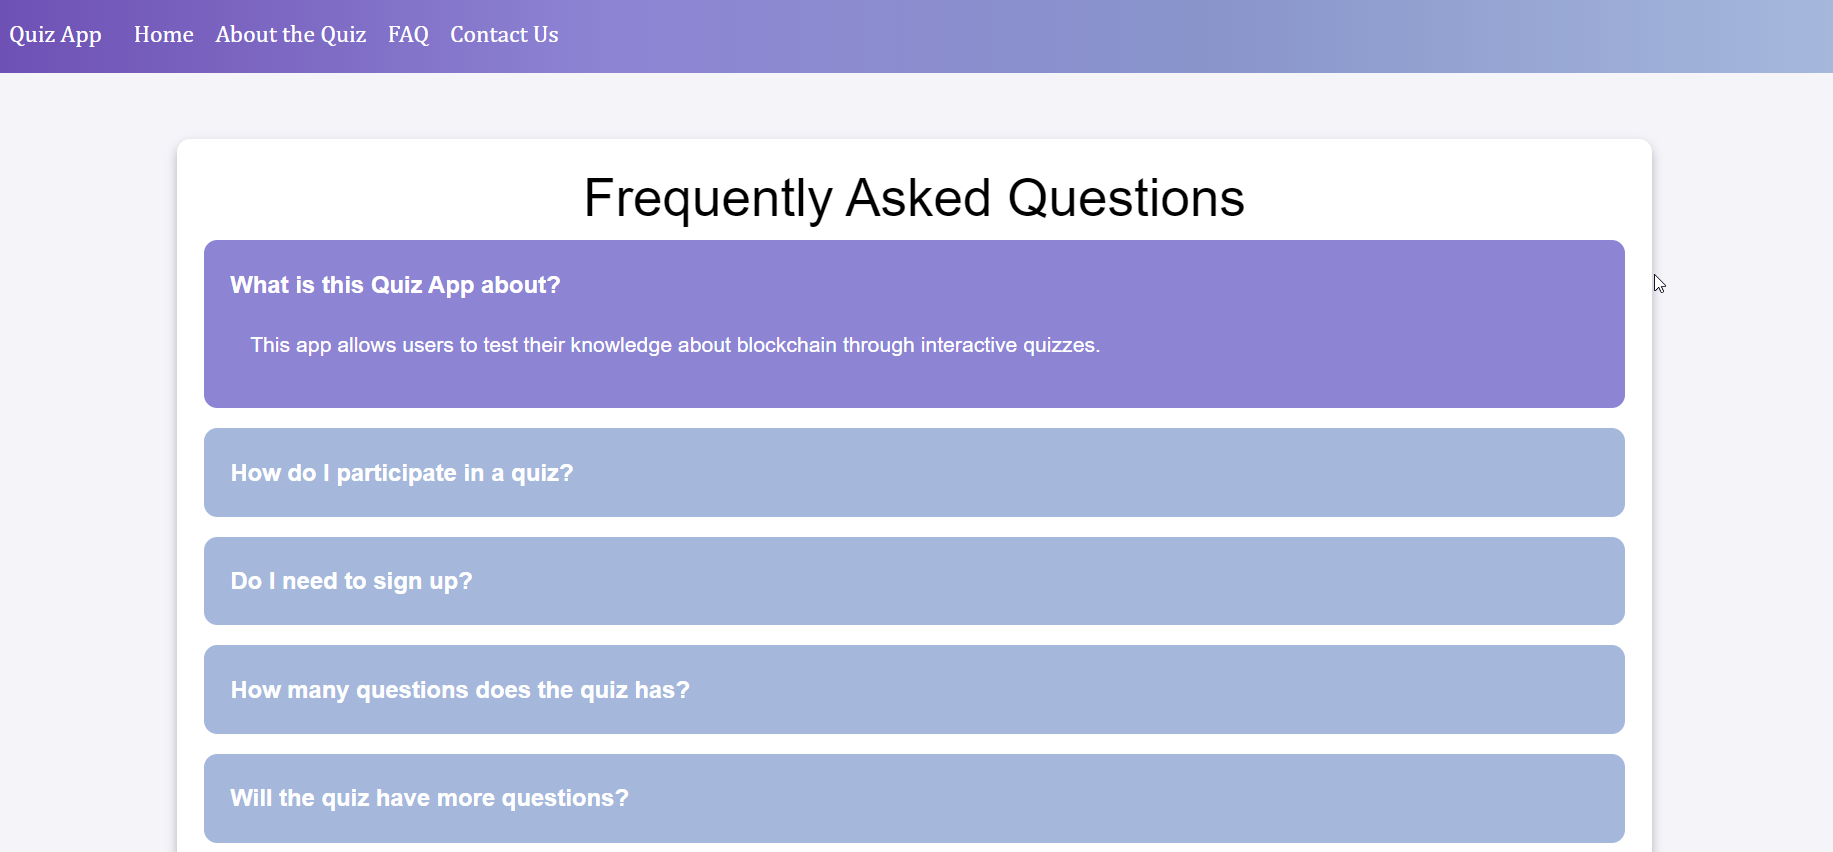 Quiz App Home About the Quiz FAQ Contact Us
Frequently Asked Questions
What is this Quiz App about?
This app allows users to test their knowledge about blockchain through interactive quizzes.
How do I participate in a quiz?
Do I need to sign up?
How many questions does the quiz has?
Will the quiz have more questions?